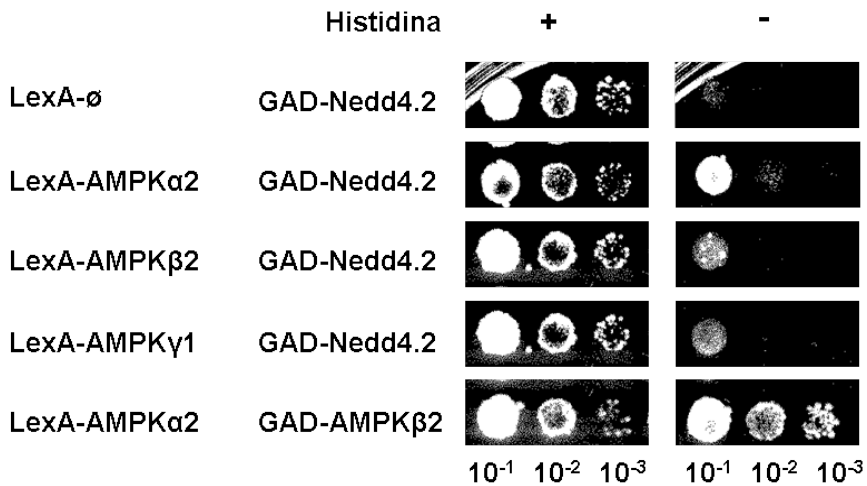 Histidina + -
LexA-ø GAD-Nedd4.2
LexA-AMPKα2 GAD-Nedd4.2
LexA-AMPKβ2 GAD-Nedd4.2
LexA-AMPKγ1 GAD-Nedd4.2
LexA-AMPKα2 GAD-AMPKβ2
10⁻¹ 10⁻² 10⁻³ 10⁻¹ 10⁻² 10⁻³